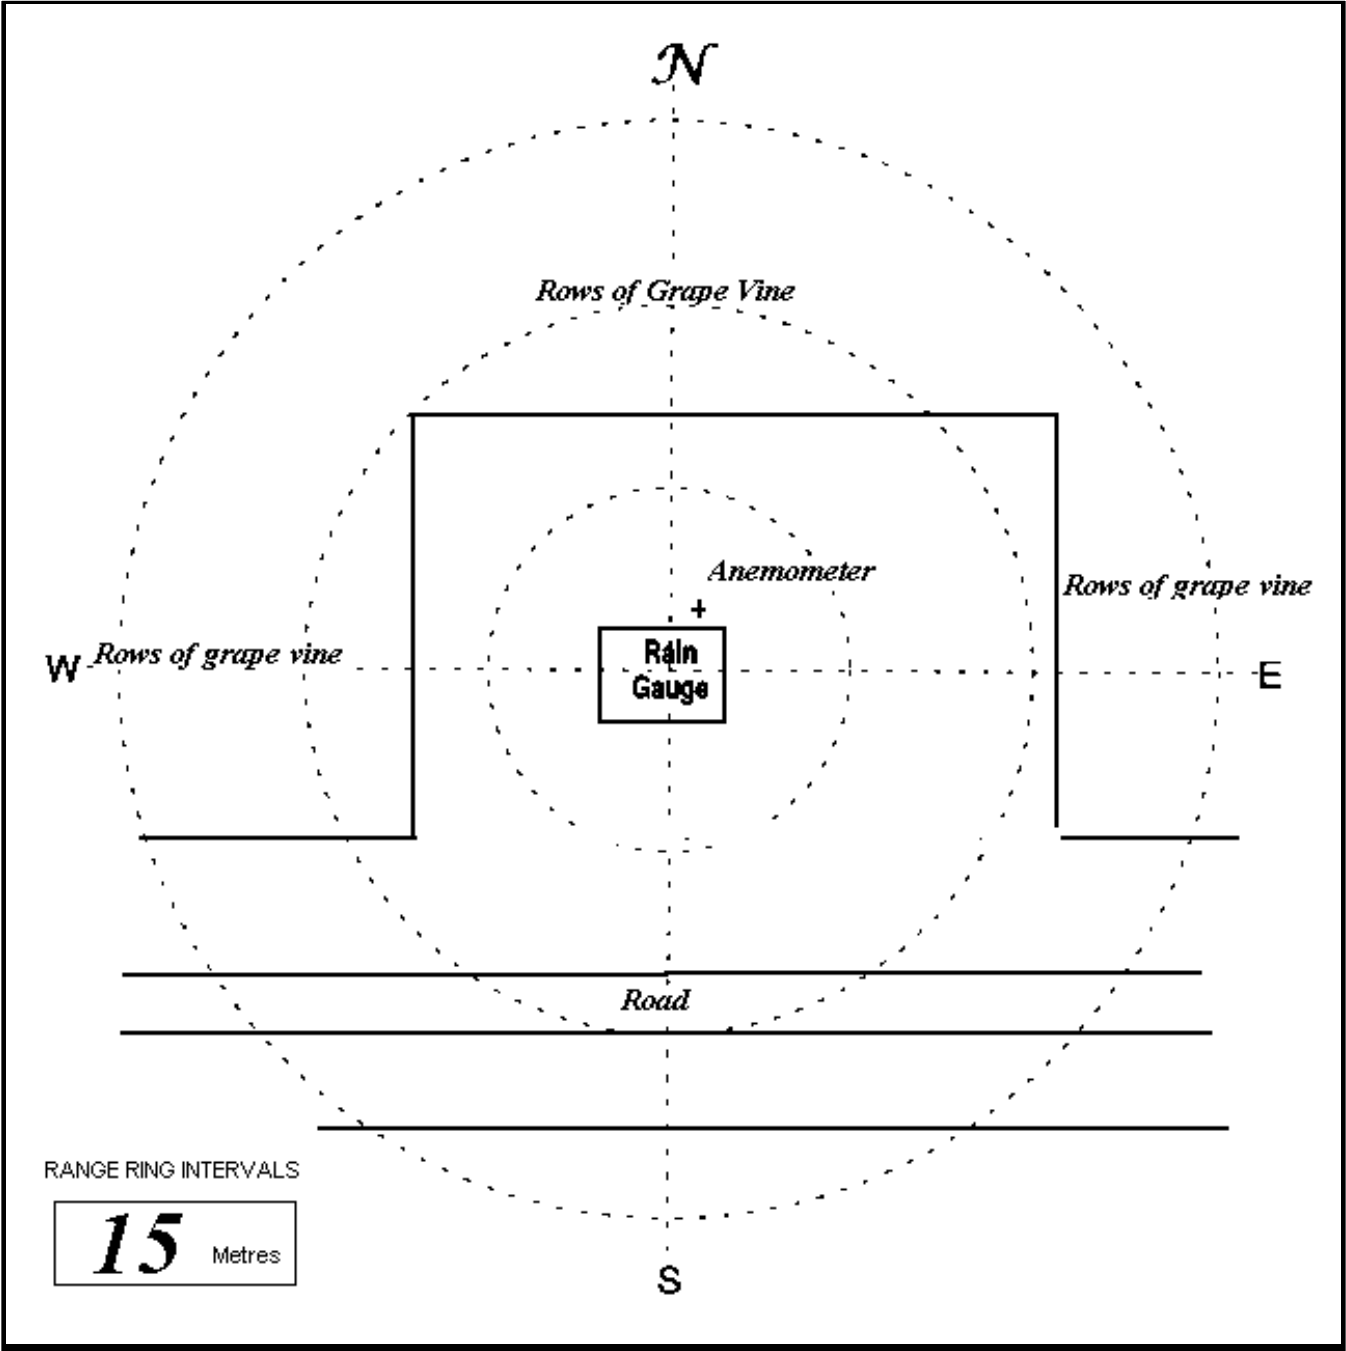 N
Rows of Grape Vine
Anemometer
Rows of grape vine
Rain
Gauge
W
Rows of grape vine
E
Road
RANGE RING INTERVALS
15 Metres
S